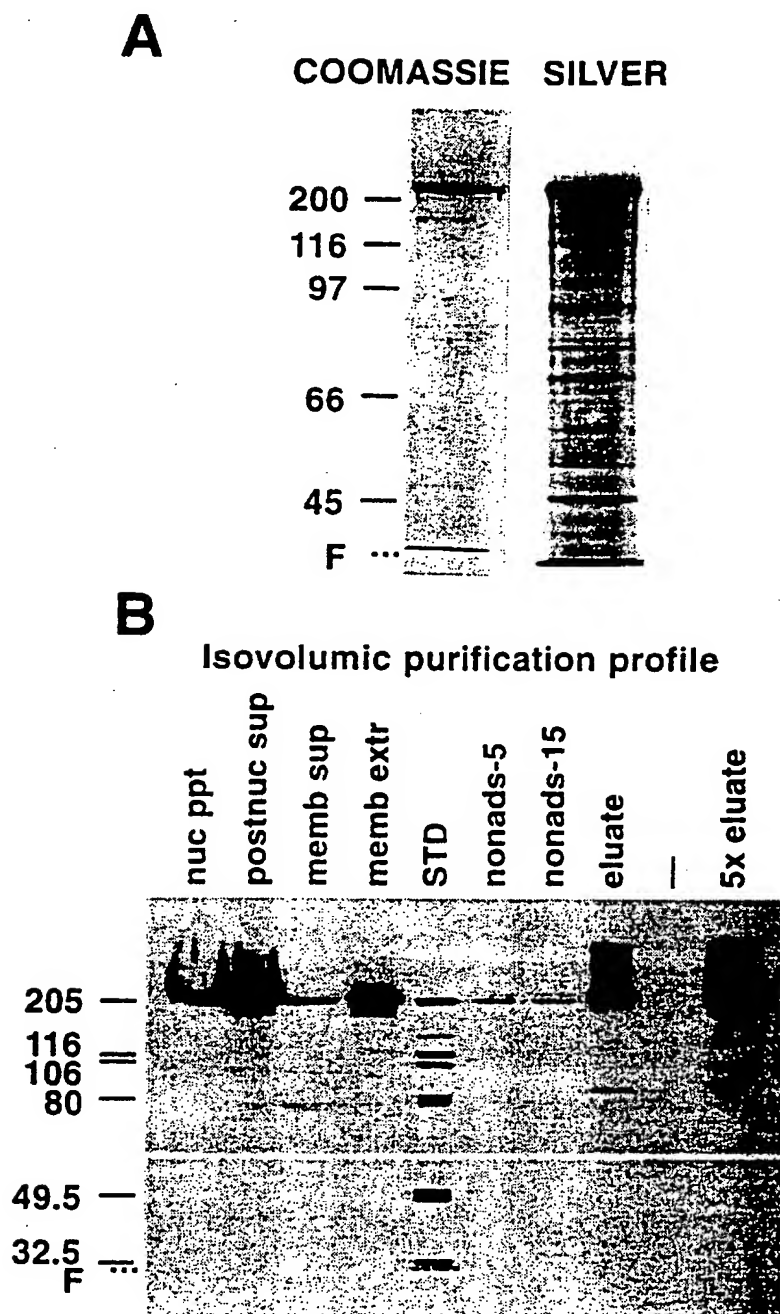 A
COOMASSIE SILVER
200 —
116 —
97 —
66 —
45 —
F ...
B
Isovolumic purification profile
nuc ppt
postnuc sup
memb sup
memb extr
STD
nonads-5
nonads-15
eluate
—
5x eluate
205 —
116 —
106 —
80 —
49.5 —
32.5 —
F ...